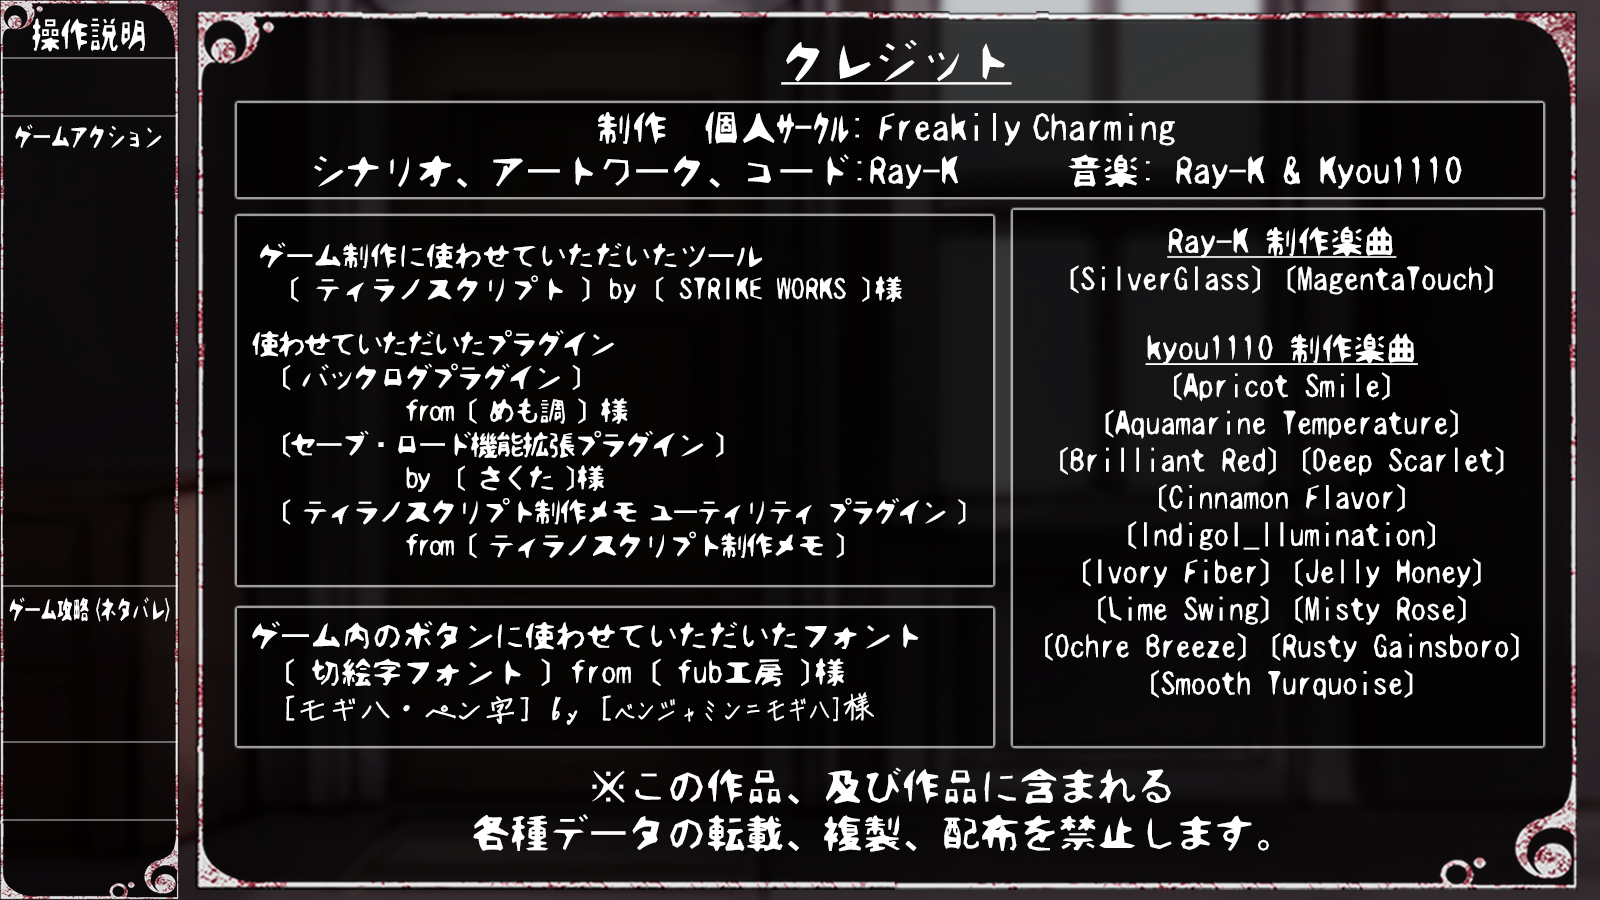 操作説明
ゲームアクション
ゲーム攻略(ネタバレ)
クレジット
制作　個人サークル: Freakily Charming
シナリオ、アートワーク、コード:Ray-K　音楽: Ray-K & Kyou1110
ゲーム制作に使わせていただいたツール
〔 ティラノスクリプト 〕by〔 STRIKE WORKS 〕様
使わせていただいたプラグイン
〔 バックログプラグイン 〕
from〔 めも調 〕様
〔セーブ・ロード機能拡張プラグイン 〕
by 〔 さくた 〕様
〔 ティラノスクリプト制作メモ ユーティリティ プラグイン 〕
from〔 ティラノスクリプト制作メモ 〕
ゲーム内のボタンに使わせていただいたフォント
〔 切絵字フォント 〕from〔 fub工房 〕様
[モギハ・ペン字] by [ベンジャミン=モギハ]様
Ray-K 制作楽曲
〔SilverGlass〕〔MagentaTouch〕
kyou1110 制作楽曲
〔Apricot Smile〕
〔Aquamarine Temperature〕
〔Brilliant Red〕〔Deep Scarlet〕
〔Cinnamon Flavor〕
〔Indigol_Ilumination〕
〔Ivory Fiber〕〔Jelly Honey〕
〔Lime Swing〕〔Misty Rose〕
〔Ochre Breeze〕〔Rusty Gainsboro〕
〔Smooth Turquoise〕
※この作品、及び作品に含まれる
各種データの転載、複製、配布を禁止します。